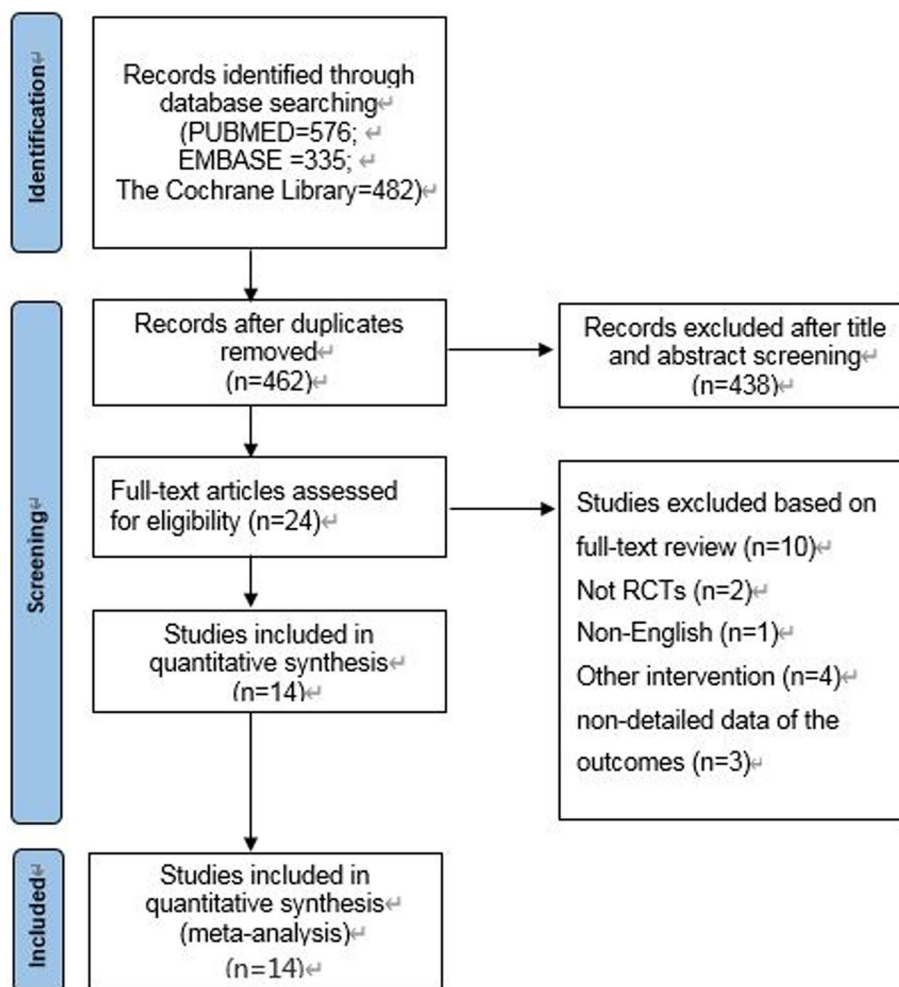 Identification↵
Records identified through
database searching↵
(PUBMED=576; ↵
EMBASE =335; ↵
The Cochrane Library=482)↵
Screening↵
Records after duplicates
removed↵
(n=462)↵
Records excluded after title
and abstract screening↵
(n=438)↵
Full-text articles assessed
for eligibility (n=24)↵
Studies excluded based on
full-text review (n=10)↵
Not RCTs (n=2)↵
Non-English (n=1)↵
Other intervention (n=4)↵
non-detailed data of the
outcomes (n=3)↵
Studies included in
quantitative synthesis↵
(n=14)↵
Included↵
Studies included in
quantitative synthesis↵
(meta-analysis)↵
(n=14)↵